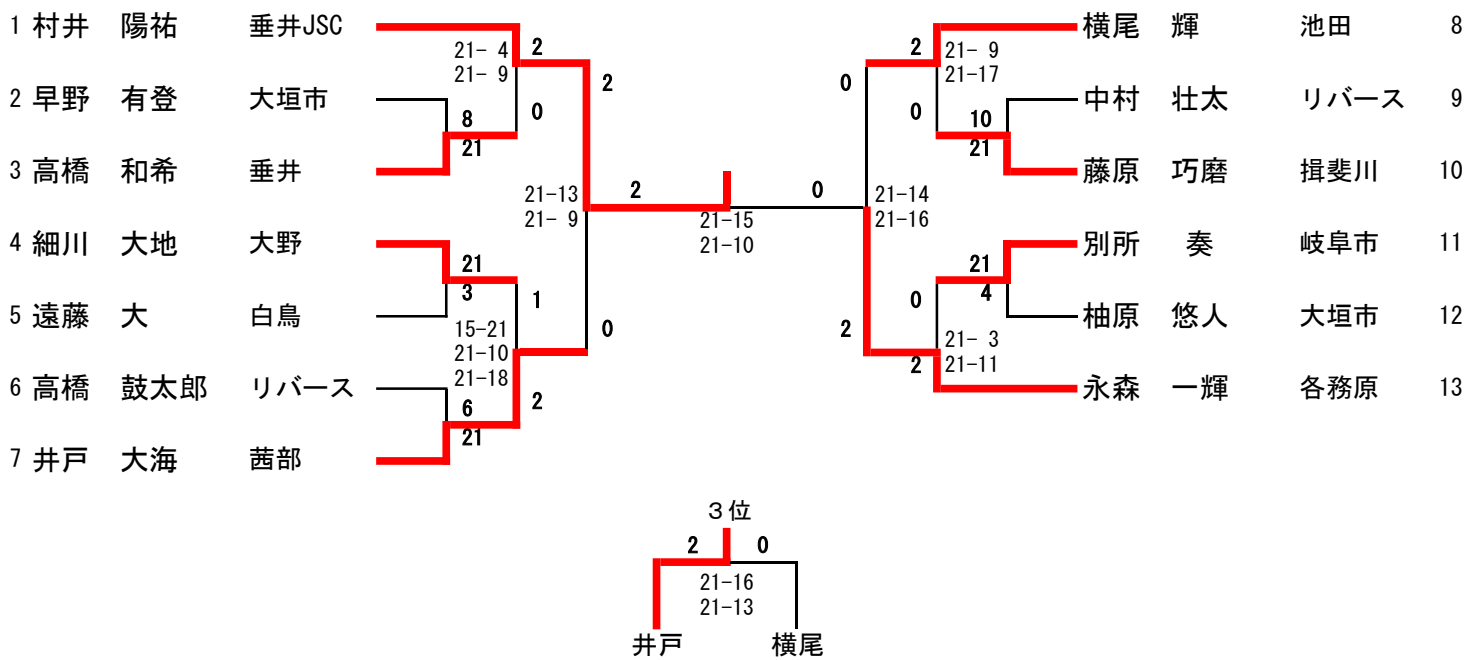 1 村井 陽祐 垂井JSC
2 早野 有登 大垣市
3 高橋 和希 垂井
4 細川 大地 大野
5 遠藤 大 白鳥
6 高橋 鼓太郎 リバース
7 井戸 大海 茜部
21- 4
21- 9
2
0
8
21
21
3
15-21
21-10
21-18
1
2
6
21
2
21-13
21- 9
0
2
21-15
21-10
0
0
21-14
21-16
2
2
21- 9
21-17
0
10
21
21
4
0
21- 3
21-11
2
横尾 輝 池田 8
中村 壮太 リバース 9
藤原 巧磨 揖斐川 10
別所 奏 岐阜市 11
柚原 悠人 大垣市 12
永森 一輝 各務原 13
３位
2 0
21-16
21-13
井戸 横尾